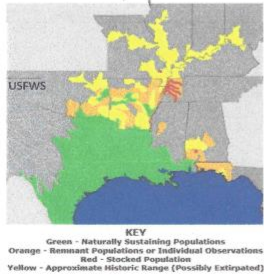 USFWS
KEY
Green - Naturally Sustaining Populations
Orange - Remnant Populations or Individual Observations
Red - Stocked Population
Yellow - Approximate Historic Range (Possibly Extirpated)